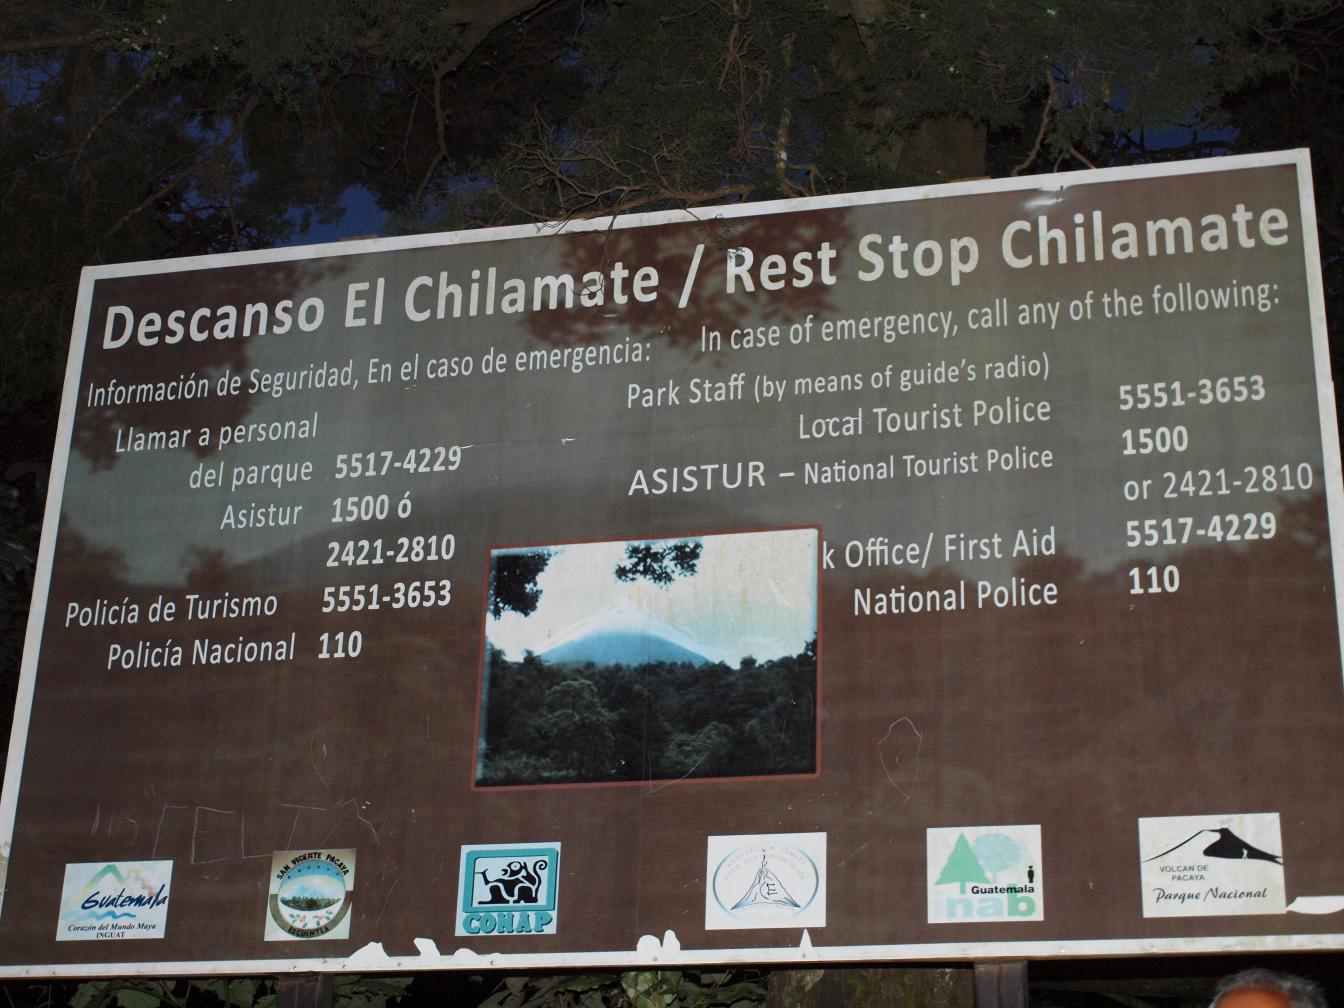 Descanso El Chilamate / Rest Stop Chilamate
Información de Seguridad, En el caso de emergencia:
Llamar a personal
del parque 5517-4229
Asistur 1500 ó
2421-2810
Policía de Turismo 5551-3653
Policía Nacional 110
In case of emergency, call any of the following:
Park Staff (by means of guide's radio)
Local Tourist Police 5551-3653
ASISTUR – National Tourist Police 1500
or 2421-2810
k Office/ First Aid 5517-4229
National Police 110
Guatemala
Corazón del Mundo Maya
INGUAT
SAN VICENTE PACAYA
ESCUINTLA
CONAP
Guatemala
inab
VOLCAN DE
PACAYA
Parque Nacional